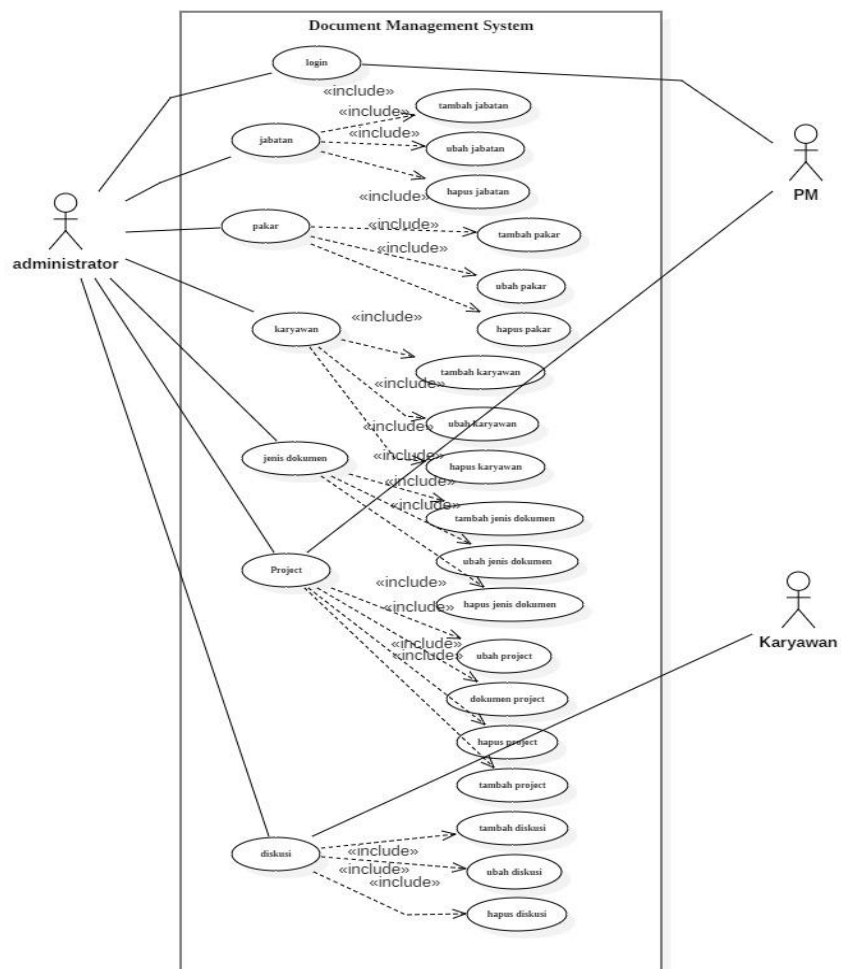 Document Management System
login
«include»
tambah jabatan
«include»
jabatan
«include»
ubah jabatan
hapus jabatan
«include»
PM
pakar
tambah pakar
«include»
administrator
ubah pakar
«include»
karyawan
hapus pakar
tambah karyawan
«include»
ubah karyawan
«include»
jenis dokumen
«include»
hapus karyawan
«include»
«include»
tambah jenis dokumen
ubah jenis dokumen
Project
«include»
hapus jenis dokumen
«include»
Karyawan
«include»
«include»
ubah project
dokumen project
hapus project
tambah project
tambah diskusi
diskusi
«include»
«include»
ubah diskusi
«include»
hapus diskusi